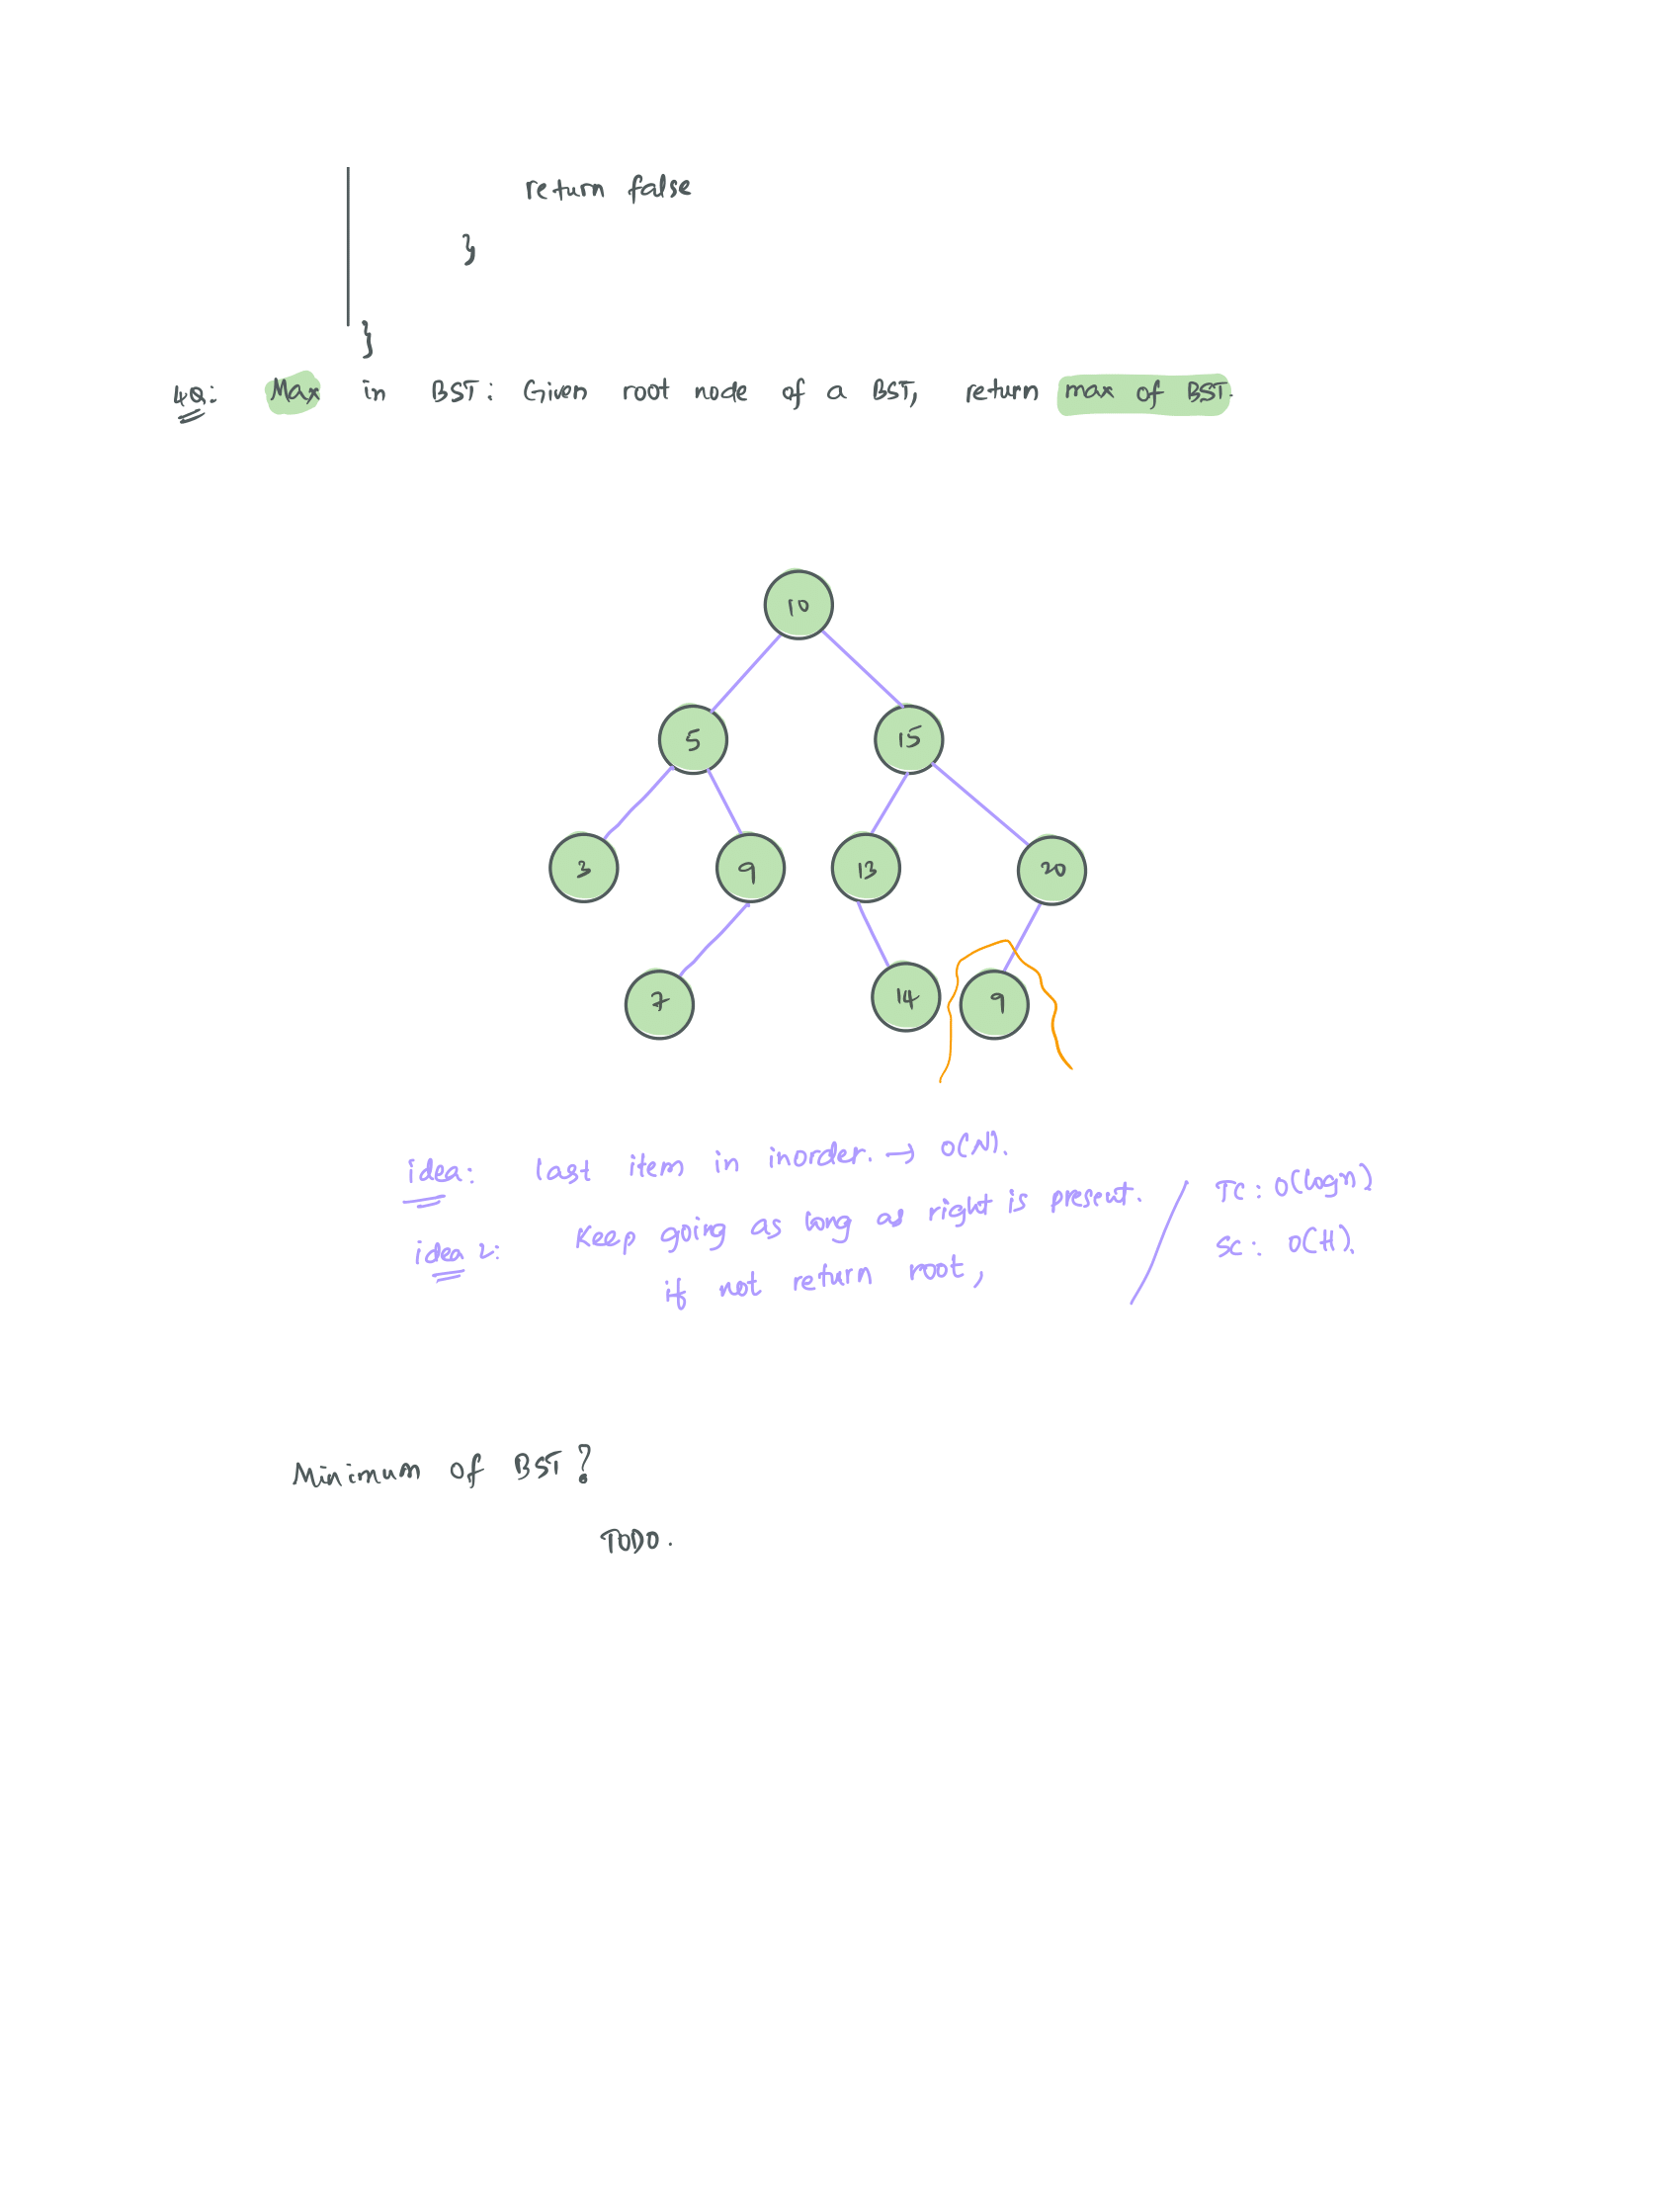 return false
}
}
4Q: Max in BST: Given root node of a BST, return max of BST.
10
5 15
3 9 13 20
7 14 9
idea: last item in inorder. → O(N).
idea 2: Keep going as long as right is present.
if not return root,
TC: O(logn)
SC: O(H).
Minimum of BST?
TODO.